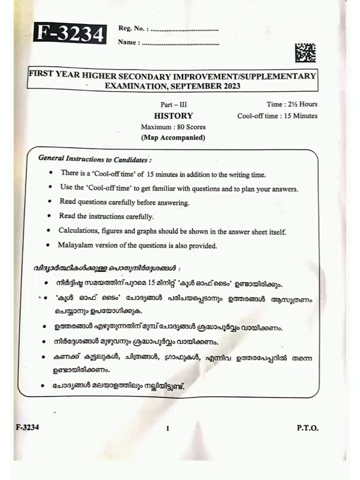 F-3234
Reg. No. :
Name :
FIRST YEAR HIGHER SECONDARY IMPROVEMENT/SUPPLEMENTARY
EXAMINATION, SEPTEMBER 2023
Part – III
Time : 2½ Hours
HISTORY
Cool-off time : 15 Minutes
Maximum : 80 Scores
(Map Accompanied)
General Instructions to Candidates :
• There is a 'Cool-off time' of 15 minutes in addition to the writing time.
• Use the 'Cool-off time' to get familiar with questions and to plan your answers.
• Read questions carefully before answering.
• Read the instructions carefully.
• Calculations, figures and graphs should be shown in the answer sheet itself.
• Malayalam version of the questions is also provided.
വിദ്യാർത്ഥികൾക്കുള്ള പൊതുനിർദ്ദേശങ്ങൾ :
• നിർദ്ദിഷ്ട സമയത്തിന് പുറമെ 15 മിനിറ്റ് 'കൂൾ ഓഫ് ടൈം' ഉണ്ടായിരിക്കും.
• 'കൂൾ ഓഫ് ടൈം' ചോദ്യങ്ങൾ പരിചയപ്പെടാനും ഉത്തരങ്ങൾ ആസൂത്രണം
ചെയ്യാനും ഉപയോഗിക്കുക.
• ഉത്തരങ്ങൾ എഴുതുന്നതിന് മുമ്പ് ചോദ്യങ്ങൾ ശ്രദ്ധാപൂർവ്വം വായിക്കണം.
• നിർദ്ദേശങ്ങൾ മുഴുവനും ശ്രദ്ധാപൂർവ്വം വായിക്കണം.
• കണക്ക് കൂട്ടലുകൾ, ചിത്രങ്ങൾ, ഗ്രാഫുകൾ, എന്നിവ ഉത്തരപേപ്പറിൽ തന്നെ
ഉണ്ടായിരിക്കണം.
• ചോദ്യങ്ങൾ മലയാളത്തിലും നല്കിയിട്ടുണ്ട്.
F-3234
1
P.T.O.